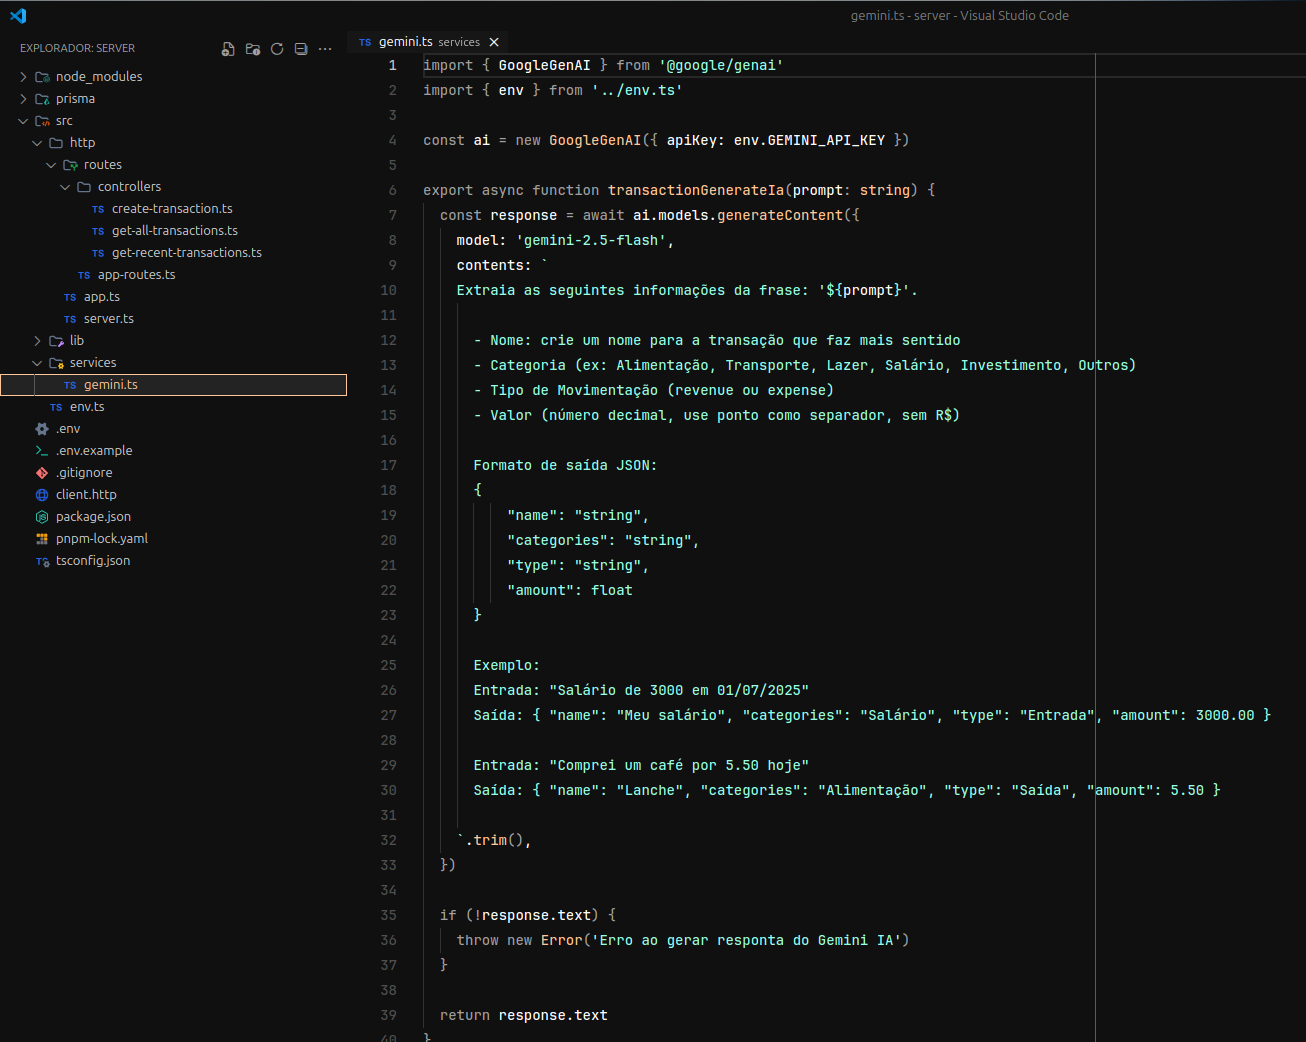 gemini.ts - server - Visual Studio Code
EXPLORADOR: SERVER
node_modules
prisma
src
http
routes
controllers
TS create-transaction.ts
TS get-all-transactions.ts
TS get-recent-transactions.ts
TS app-routes.ts
TS app.ts
TS server.ts
lib
services
TS gemini.ts
TS env.ts
.env
.env.example
.gitignore
client.http
package.json
pnpm-lock.yaml
TS tsconfig.json
TS gemini.ts services
1 import { GoogleGenAI } from '@google/genai'
2 import { env } from '../env.ts'
3
4 const ai = new GoogleGenAI({ apiKey: env.GEMINI_API_KEY })
5
6 export async function transactionGenerateIa(prompt: string) {
7 const response = await ai.models.generateContent({
8 model: 'gemini-2.5-flash',
9 contents: `
10 Extraia as seguintes informações da frase: '${prompt}'.
11
12 - Nome: crie um nome para a transação que faz mais sentido
13 - Categoria (ex: Alimentação, Transporte, Lazer, Salário, Investimento, Outros)
14 - Tipo de Movimentação (revenue ou expense)
15 - Valor (número decimal, use ponto como separador, sem R$)
16
17 Formato de saída JSON:
18 {
19 "name": "string",
20 "categories": "string",
21 "type": "string",
22 "amount": float
23 }
24
25 Exemplo:
26 Entrada: "Salário de 3000 em 01/07/2025"
27 Saída: { "name": "Meu salário", "categories": "Salário", "type": "Entrada", "amount": 3000.00 }
28
29 Entrada: "Comprei um café por 5.50 hoje"
30 Saída: { "name": "Lanche", "categories": "Alimentação", "type": "Saída", "amount": 5.50 }
31
32 `.trim(),
33 })
34
35 if (!response.text) {
36 throw new Error('Erro ao gerar responta do Gemini IA')
37 }
38
39 return response.text
40 }